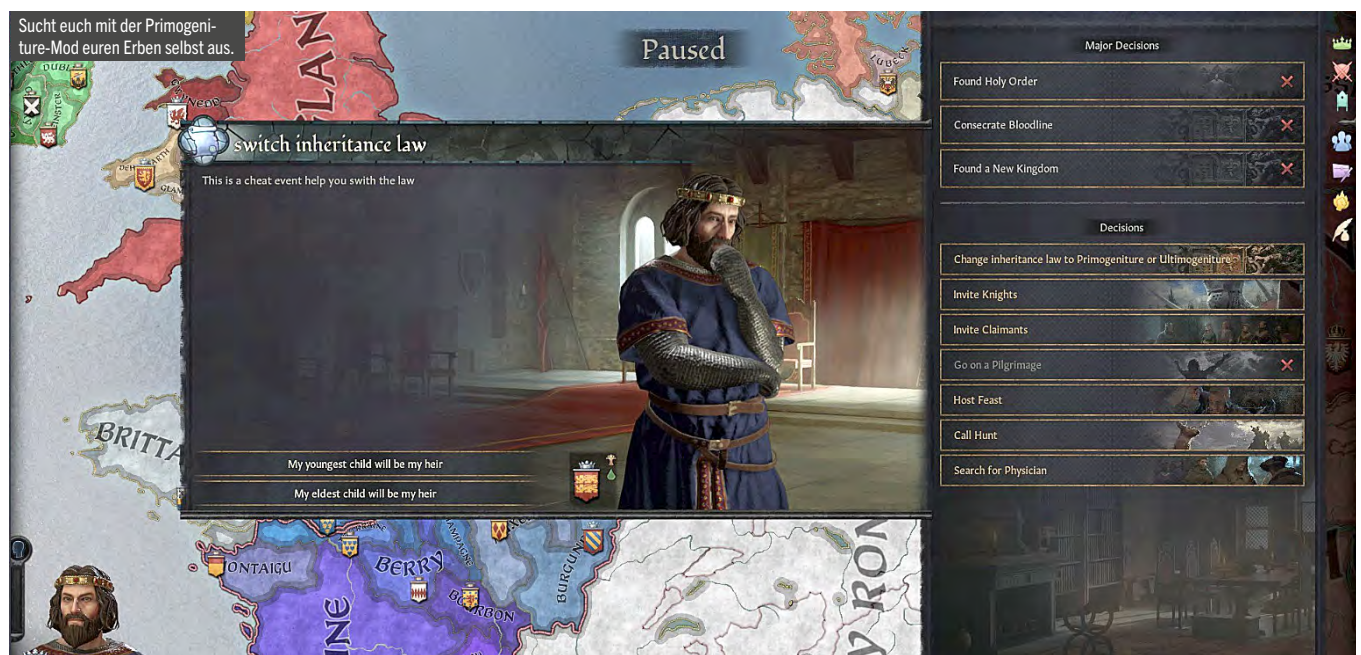 Sucht euch mit der Primogeni-
ture-Mod euren Erben selbst aus.
Paused
switch inheritance law
This is a cheat event help you swith the law
My youngest child will be my heir
My eldest child will be my heir
Major Decisions
Found Holy Order
Consecrate Bloodline
Found a New Kingdom
Decisions
Change inheritance law to Primogeniture or Ultimogeniture
Invite Knights
Invite Claimants
Go on a Pilgrimage
Host Feast
Call Hunt
Search for Physician
BRITTA
MONTAIGU
BERRY
BOURBON
BURGUN